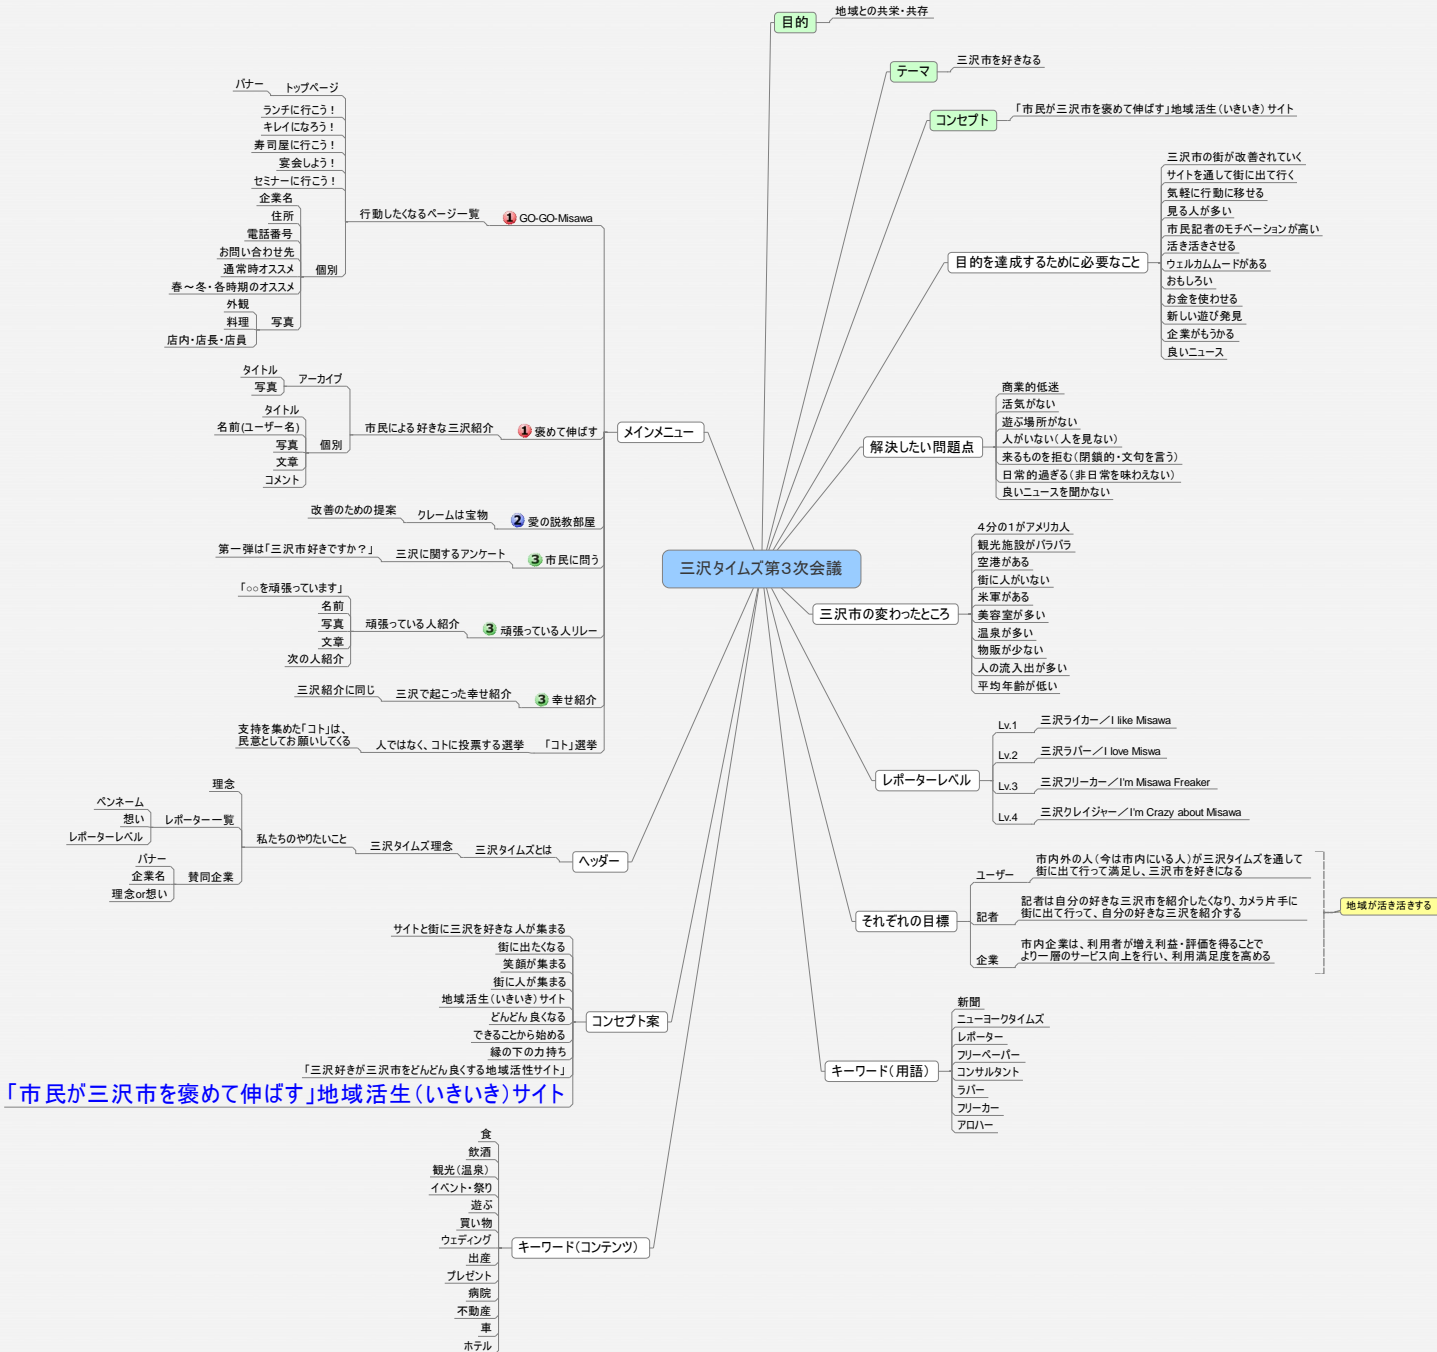 三沢タイムズ第3次会議
目的
地域との共栄・共存
テーマ
三沢市を好きなる
コンセプト
「市民が三沢市を褒めて伸ばす」地域活生（いきいき）サイト
目的を達成するために必要なこと
三沢市の街が改善されていく
サイトを通して街に出て行く
気軽に行動に移せる
見る人が多い
市民記者のモチベーションが高い
活き活きさせる
ウェルカムムードがある
おもしろい
お金を使わせる
新しい遊び発見
企業がもうかる
良いニュース
解決したい問題点
商業的低迷
活気がない
遊ぶ場所がない
人がいない（人を見ない）
来るものを拒む（閉鎖的・文句を言う）
日常的過ぎる（非日常を味わえない）
良いニュースを聞かない
三沢市の変わったところ
4分の1がアメリカ人
観光施設がバラバラ
空港がある
街に人がいない
米軍がある
美容室が多い
温泉が多い
物販が少ない
人の流入出が多い
平均年齢が低い
レポーターレベル
Lv.1
三沢ライカー／I like Misawa
Lv.2
三沢ラバー／I love Miswa
Lv.3
三沢フリーカー／I'm Misawa Freaker
Lv.4
三沢クレイジャー／I'm Crazy about Misawa
それぞれの目標
ユーザー
市内外の人（今は市内にいる人）が三沢タイムズを通して
街に出て行って満足し、三沢市を好きになる
記者
記者は自分の好きな三沢市を紹介したくなり、カメラ片手に
街に出て行って、自分の好きな三沢を紹介する
企業
市内企業は、利用者が増え利益・評価を得ることで
より一層のサービス向上を行い、利用満足度を高める
地域が活き活きする
キーワード（用語）
新聞
ニューヨークタイムズ
レポーター
フリーペーパー
コンサルタント
ラバー
フリーカー
アロハー
メインメニュー
1 GO-GO-Misawa
行動したくなるページ一覧
トップページ
バナー
ランチに行こう！
キレイになろう！
寿司屋に行こう！
宴会しよう！
セミナーに行こう！
個別
企業名
住所
電話番号
お問い合わせ先
通常時オススメ
春～冬・各時期のオススメ
写真
外観
料理
店内・店長・店員
1 褒めて伸ばす
市民による好きな三沢紹介
アーカイブ
タイトル
写真
個別
タイトル
名前(ユーザー名)
写真
文章
コメント
2 愛の説教部屋
クレームは宝物
改善のための提案
3 市民に問う
三沢に関するアンケート
第一弾は「三沢市好きですか？」
3 頑張っている人リレー
頑張っている人紹介
「○○を頑張っています」
名前
写真
文章
次の人紹介
3 幸せ紹介
三沢で起こった幸せ紹介
三沢紹介に同じ
「コト」選挙
人ではなく、コトに投票する選挙
支持を集めた「コト」は、
民意としてお願いしてくる
ヘッダー
三沢タイムズとは
三沢タイムズ理念
私たちのやりたいこと
理念
レポーター一覧
ペンネーム
想い
レポーターレベル
賛同企業
バナー
企業名
理念or想い
コンセプト案
サイトと街に三沢を好きな人が集まる
街に出たくなる
笑顔が集まる
街に人が集まる
地域活生（いきいき）サイト
どんどん良くなる
できることから始める
縁の下の力持ち
「三沢好きが三沢市をどんどん良くする地域活性サイト」
「市民が三沢市を褒めて伸ばす」地域活生（いきいき）サイト
キーワード（コンテンツ）
食
飲酒
観光（温泉）
イベント・祭り
遊ぶ
買い物
ウェディング
出産
プレゼント
病院
不動産
車
ホテル